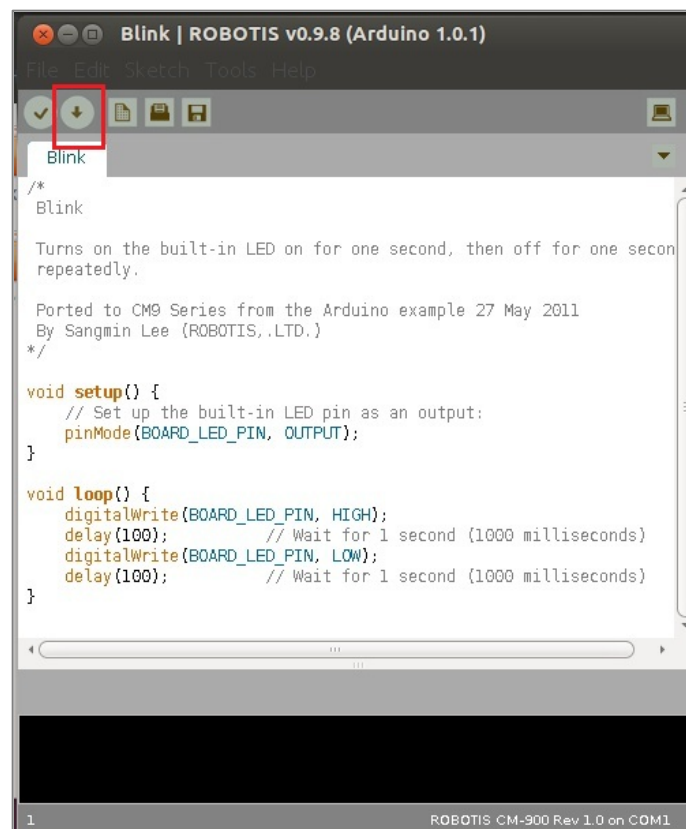 Blink | ROBOTIS v0.9.8 (Arduino 1.0.1)
File Edit Sketch Tools Help
Blink
/*
Blink
Turns on the built-in LED on for one second, then off for one secon
repeatedly.
Ported to CM9 Series from the Arduino example 27 May 2011
By Sangmin Lee (ROBOTIS,.LTD.)
*/
void setup() {
// Set up the built-in LED pin as an output:
pinMode(BOARD_LED_PIN, OUTPUT);
}
void loop() {
digitalWrite(BOARD_LED_PIN, HIGH);
delay(100); // Wait for 1 second (1000 milliseconds)
digitalWrite(BOARD_LED_PIN, LOW);
delay(100); // Wait for 1 second (1000 milliseconds)
}
1 ROBOTIS CM-900 Rev 1.0 on COM1